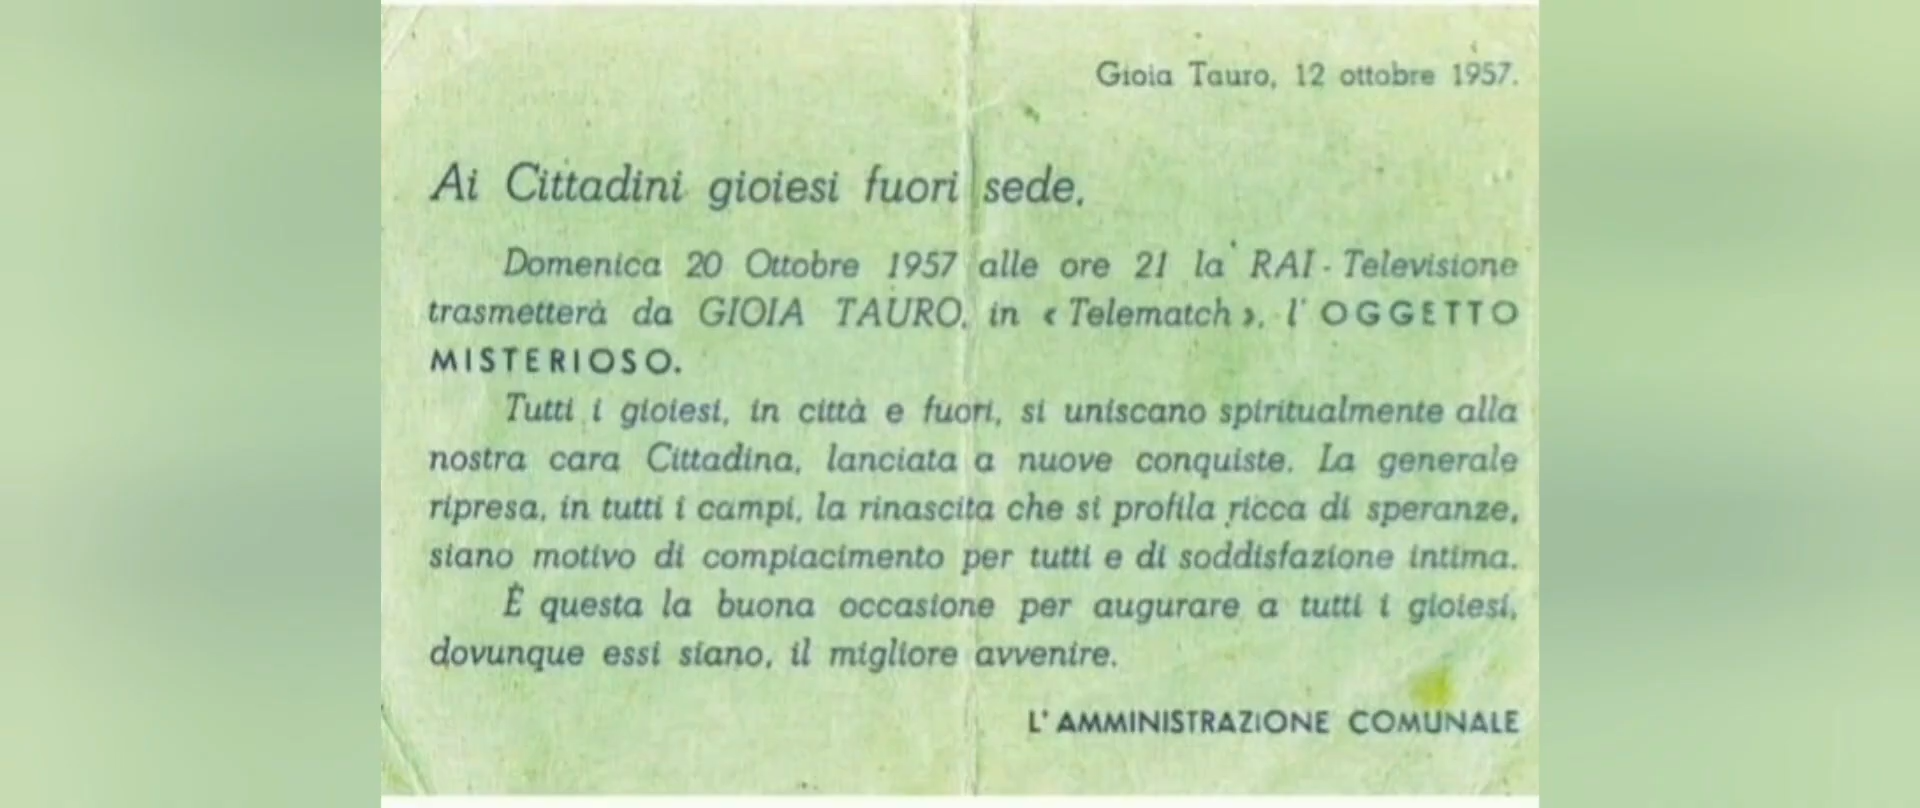 Gioia Tauro, 12 ottobre 1957.
Ai Cittadini gioiesi fuori sede,
Domenica 20 Ottobre 1957 alle ore 21 la RAI - Televisione
trasmetterà da GIOIA TAURO, in « Telematch », l' OGGETTO
MISTERIOSO.
Tutti i gioiesi, in città e fuori, si uniscano spiritualmente alla
nostra cara Cittadina, lanciata a nuove conquiste. La generale
ripresa, in tutti i campi, la rinascita che si profila ricca di speranze,
siano motivo di compiacimento per tutti e di soddisfazione intima.
È questa la buona occasione per augurare a tutti i gioiesi,
dovunque essi siano, il migliore avvenire.
L' AMMINISTRAZIONE COMUNALE